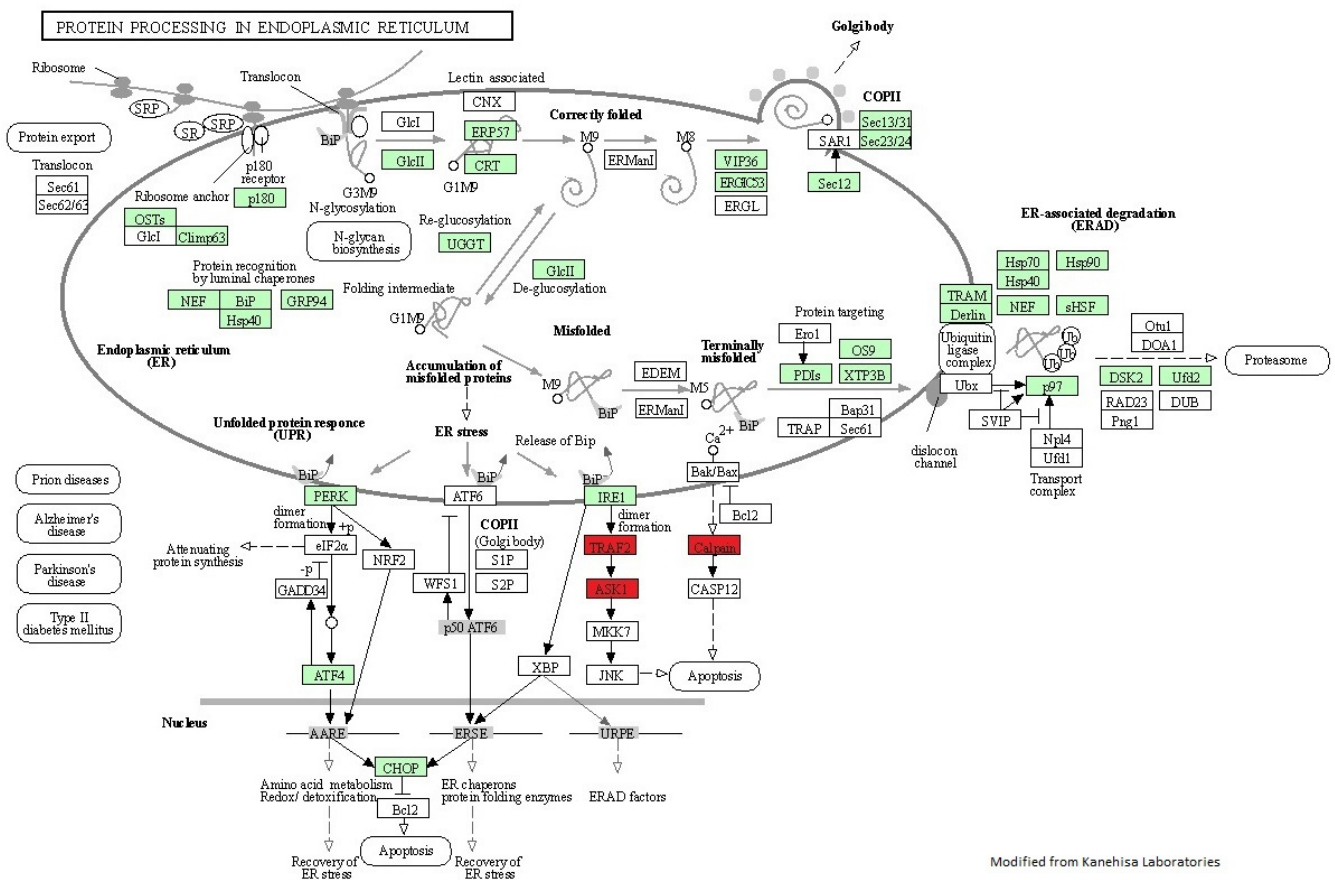 PROTEIN PROCESSING IN ENDOPLASMIC RETICULUM
Golgi body
Ribosome
Translocon
Lectin associated
CNX
COPII
SRP
SR
SRP
GlcI
ERP57
Correctly folded
M9
M8
Sec13/31
SAR1
Sec23/24
Protein export
BiP
GlcII
CRT
G1M9
ERManI
VIP36
Translocon
p180
receptor
G3M9
ERGIC53
Sec12
Sec61
Sec62/63
Ribosome anchor
p180
N-glycosylation
ERGL
OSTs
GlcI
Climp63
N-glycan
biosynthesis
Re-glucosylation
UGGT
ER-associated degradation
(ERAD)
Protein recognition
by luminal chaperones
GlcII
De-glucosylation
Hsp70
Hsp90
Hsp40
NEF
BiP
GRP94
Hsp40
Folding intermediate
G1M9
TRAM
Derlin
NEF
sHSF
Misfolded
Protein targeting
Ero1
Otu1
DOA1
Endoplasmic reticulum
(ER)
Terminally
misfolded
OS9
Ubiquitin
ligase
complex
Ub
Ub
Ub
Proteasome
Accumulation of
misfolded proteins
M9
EDEM
M5
PDIs
XTP3B
Ubx
p97
DSK2
Ufd2
BiP
ERManI
BiP
Bap31
TRAP
Sec61
SVIP
RAD23
DUB
Png1
Unfolded protein responce
(UPR)
ER stress
Release of Bip
Ca2+
dislocon
channel
Npl4
Ufd1
Transport
complex
Prion diseases
BiP
BiP
BiP
Bak/Bax
PERK
ATF6
IRE1
Bcl2
Alzheimer's
disease
dimer
formation
+p
COPII
(Golgi body)
dimer
formation
Attenuating
protein synthesis
eIF2α
NRF2
S1P
TRAF2
Calpain
Parkinson's
disease
-p
GADD34
WFS1
S2P
ASK1
CASP12
Type II
diabetes mellitus
p50 ATF6
MKK7
ATF4
XBP
JNK
Apoptosis
Nucleus
AARE
ERSE
URPE
CHOP
Amino acid metabolism
Redox/ detoxification
ER chaperons
protein folding enzymes
ERAD factors
Bcl2
Apoptosis
Recovery of
ER stress
Recovery of
ER stress
Modified from Kanehisa Laboratories